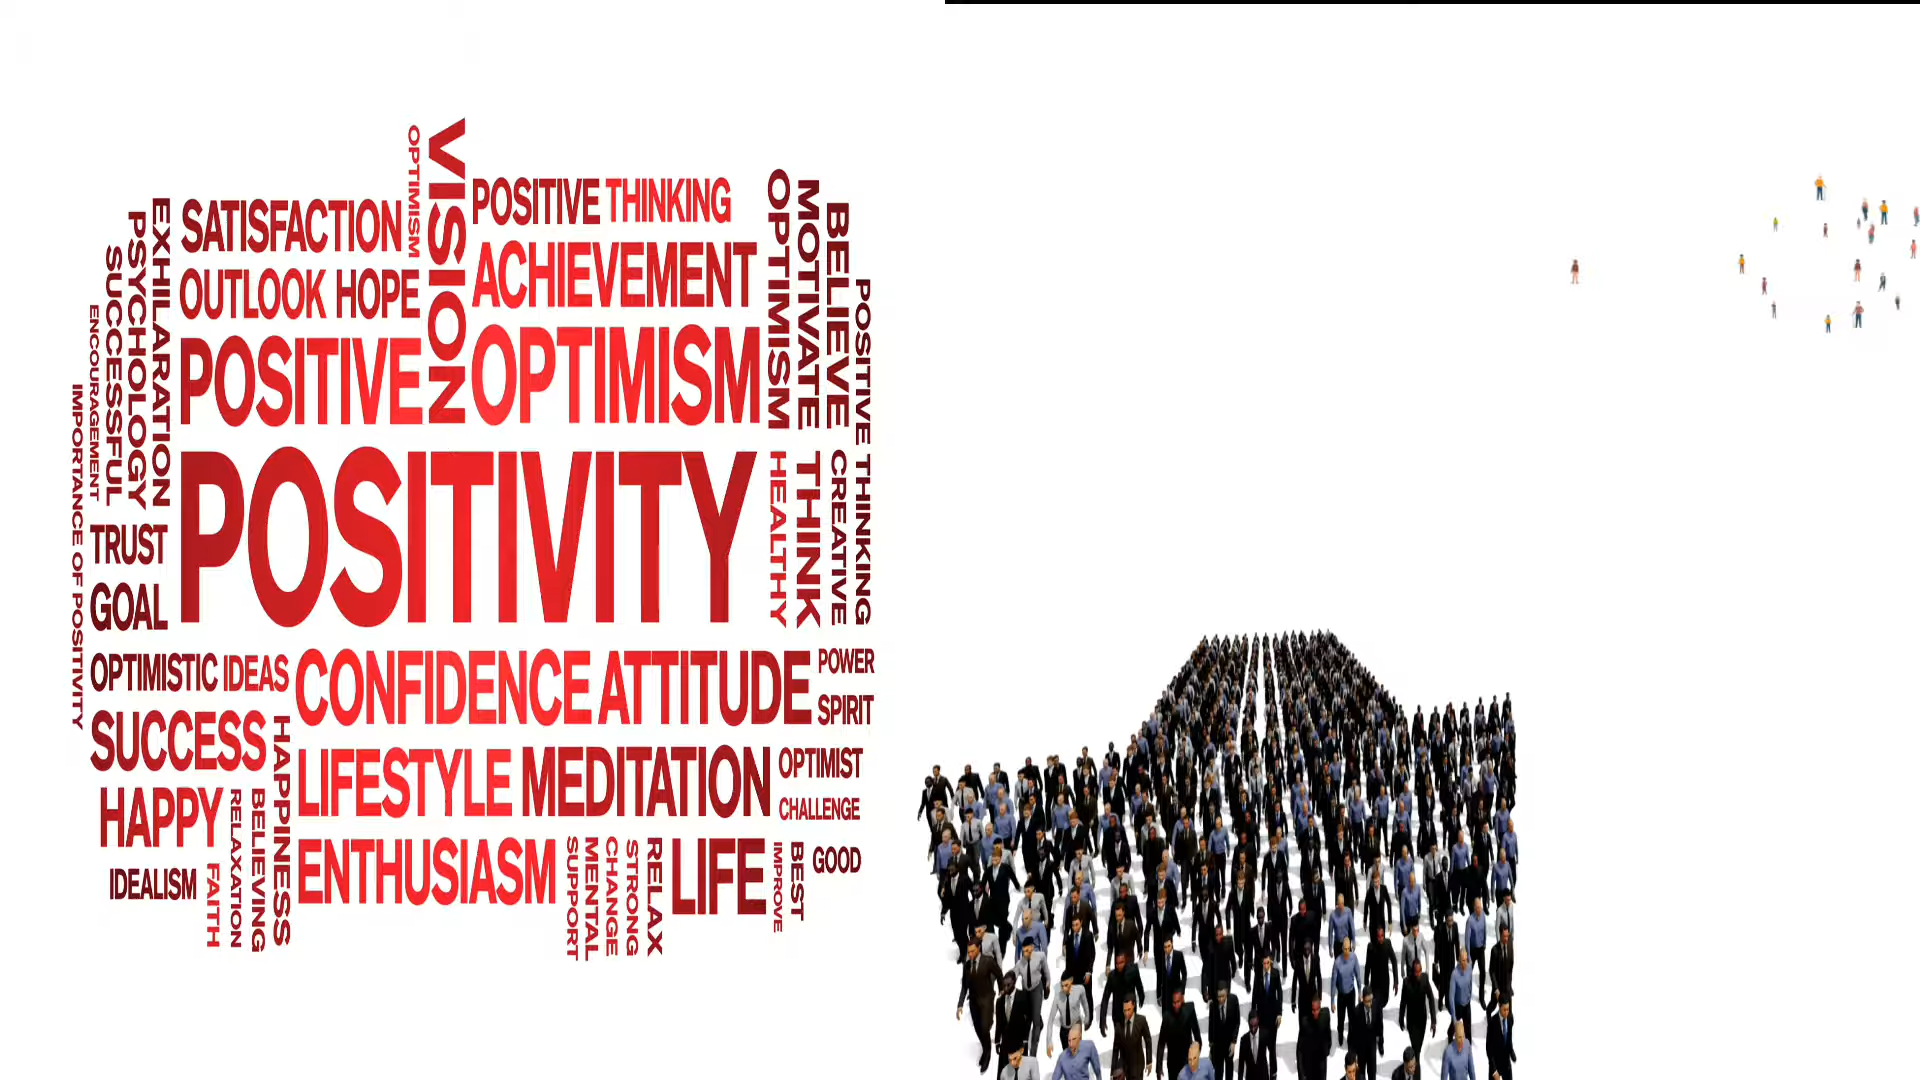 OPTIMISM
VISION
POSITIVE THINKING
SATISFACTION
ACHIEVEMENT
OUTLOOK HOPE
POSITIVE
OPTIMISM
EXHILARATION
PSYCHOLOGY
SUCCESSFUL
ENCOURAGEMENT
IMPORTANCE OF POSITIVITY
OPTIMISM
MOTIVATE
BELIEVE
POSITIVE THINKING
POSITIVITY
HEALTHY
THINK
CREATIVE
TRUST
GOAL
OPTIMISTIC IDEAS
CONFIDENCE ATTITUDE
POWER
SPIRIT
SUCCESS
HAPPINESS
LIFESTYLE MEDITATION
OPTIMIST
CHALLENGE
HAPPY
RELAXATION
BELIEVING
ENTHUSIASM
SUPPORT
MENTAL
CHANGE
STRONG
RELAX
LIFE
IMPROVE
BEST
GOOD
IDEALISM
FAITH